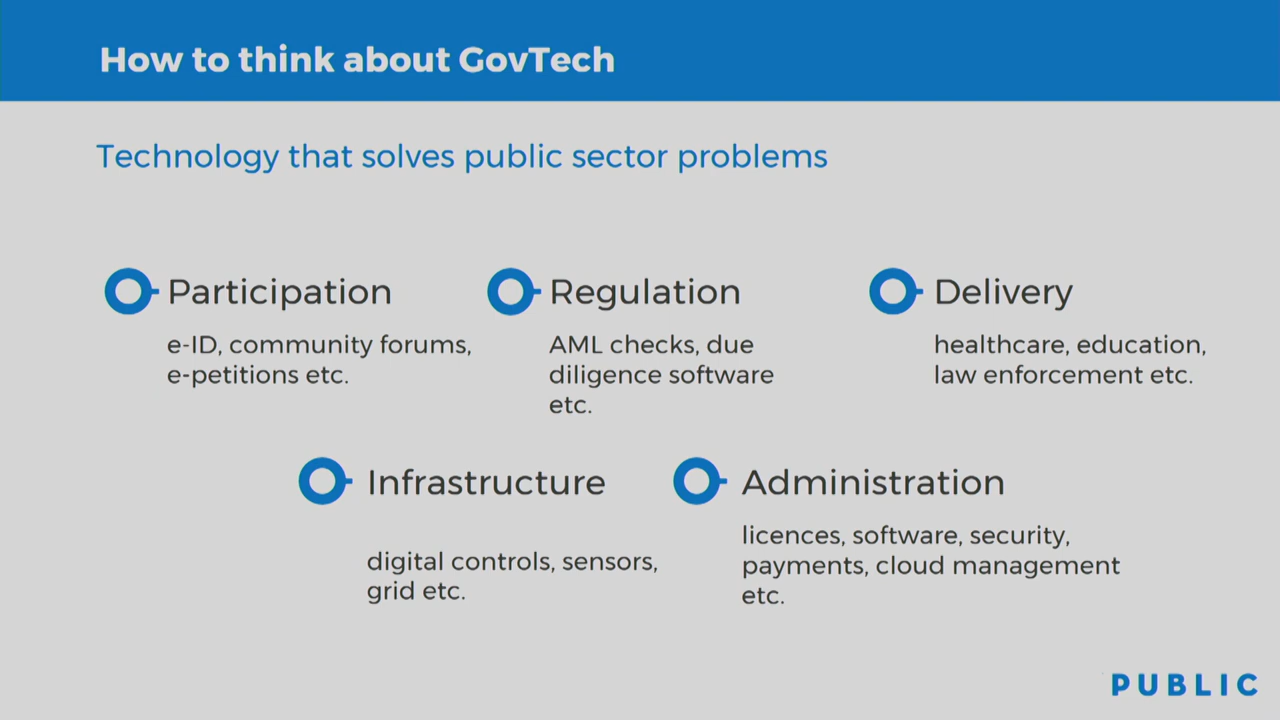 How to think about GovTech
Technology that solves public sector problems
Participation
e-ID, community forums,
e-petitions etc.
Regulation
AML checks, due
diligence software
etc.
Delivery
healthcare, education,
law enforcement etc.
Infrastructure
digital controls, sensors,
grid etc.
Administration
licences, software, security,
payments, cloud management
etc.
PUBLIC